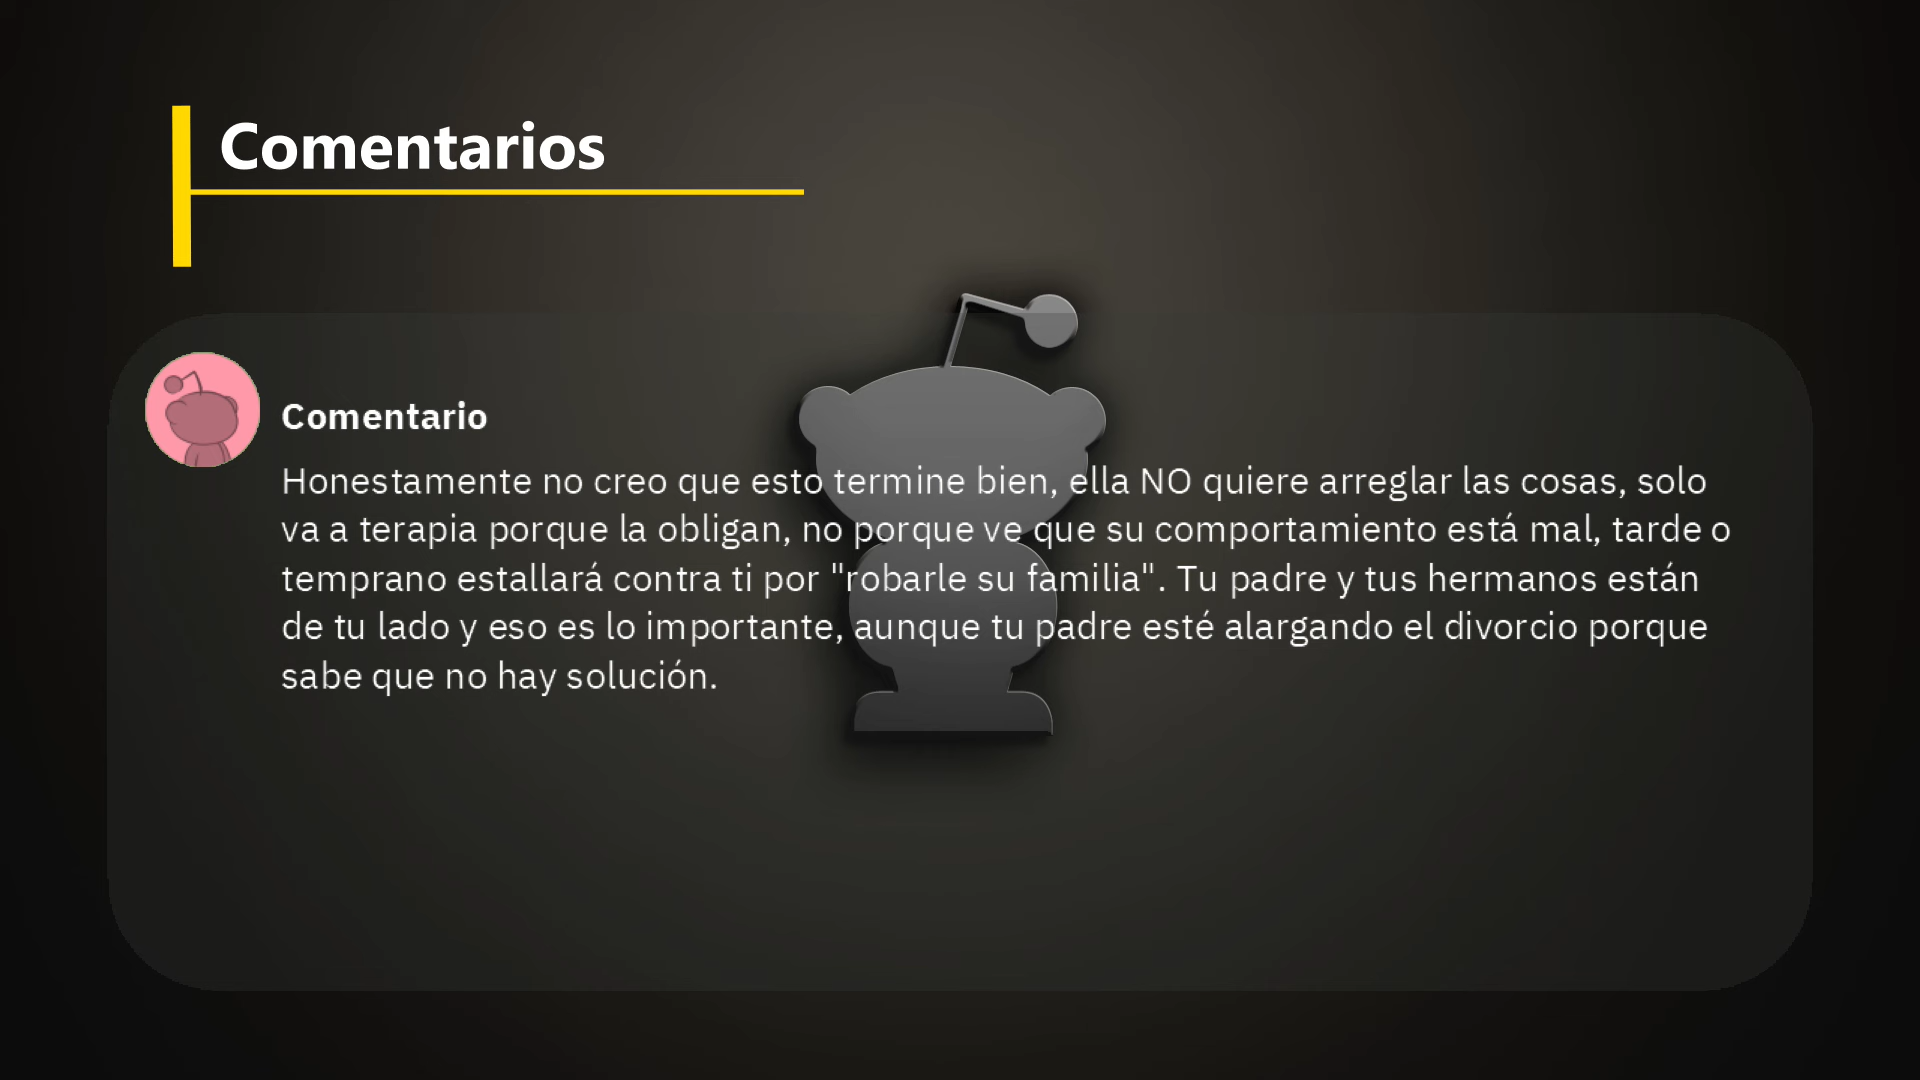 Comentarios
Comentario
Honestamente no creo que esto termine bien, ella NO quiere arreglar las cosas, solo
va a terapia porque la obligan, no porque ve que su comportamiento está mal, tarde o
temprano estallará contra ti por "robarle su familia". Tu padre y tus hermanos están
de tu lado y eso es lo importante, aunque tu padre esté alargando el divorcio porque
sabe que no hay solución.